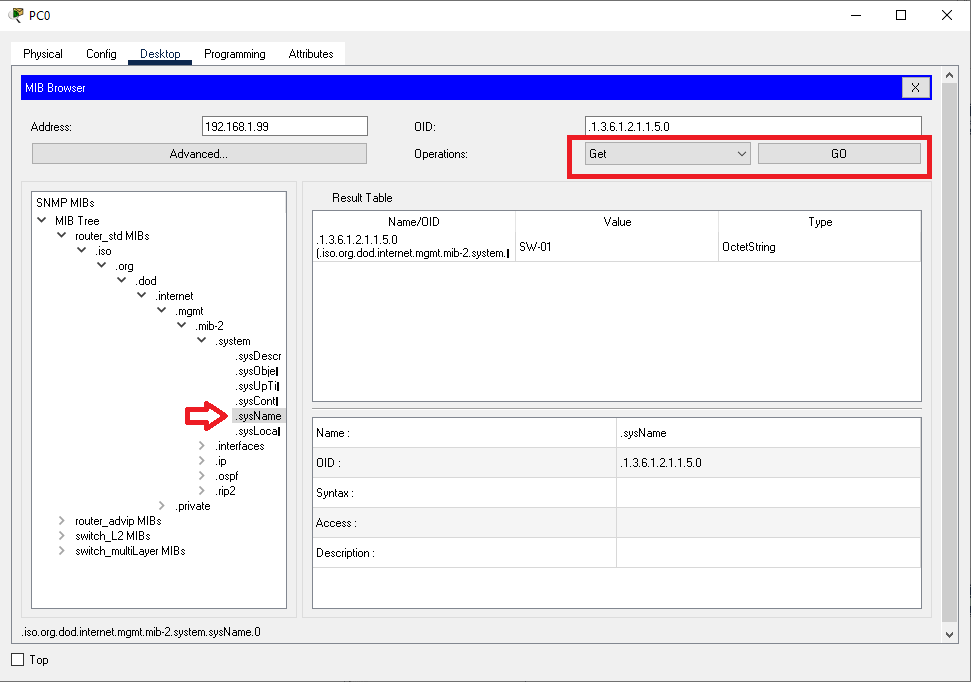 PC0
Physical Config Desktop Programming Attributes
MIB Browser X
Address: 192.168.1.99 OID: .1.3.6.1.2.1.1.5.0
Advanced... Operations: Get GO
SNMP MIBs
MIB Tree
router_std MIBs
.iso
.org
.dod
.internet
.mgmt
.mib-2
.system
.sysDescr
.sysObje
.sysUpTi
.sysCont
.sysName
.sysLocal
.interfaces
.ip
.ospf
.rip2
.private
router_advip MIBs
switch_L2 MIBs
switch_multiLayer MIBs
Result Table
Name/OID Value Type
.1.3.6.1.2.1.1.5.0
(.iso.org.dod.internet.mgmt.mib-2.system. SW-01 OctetString
Name : .sysName
OID : .1.3.6.1.2.1.1.5.0
Syntax :
Access :
Description :
.iso.org.dod.internet.mgmt.mib-2.system.sysName.0
Top